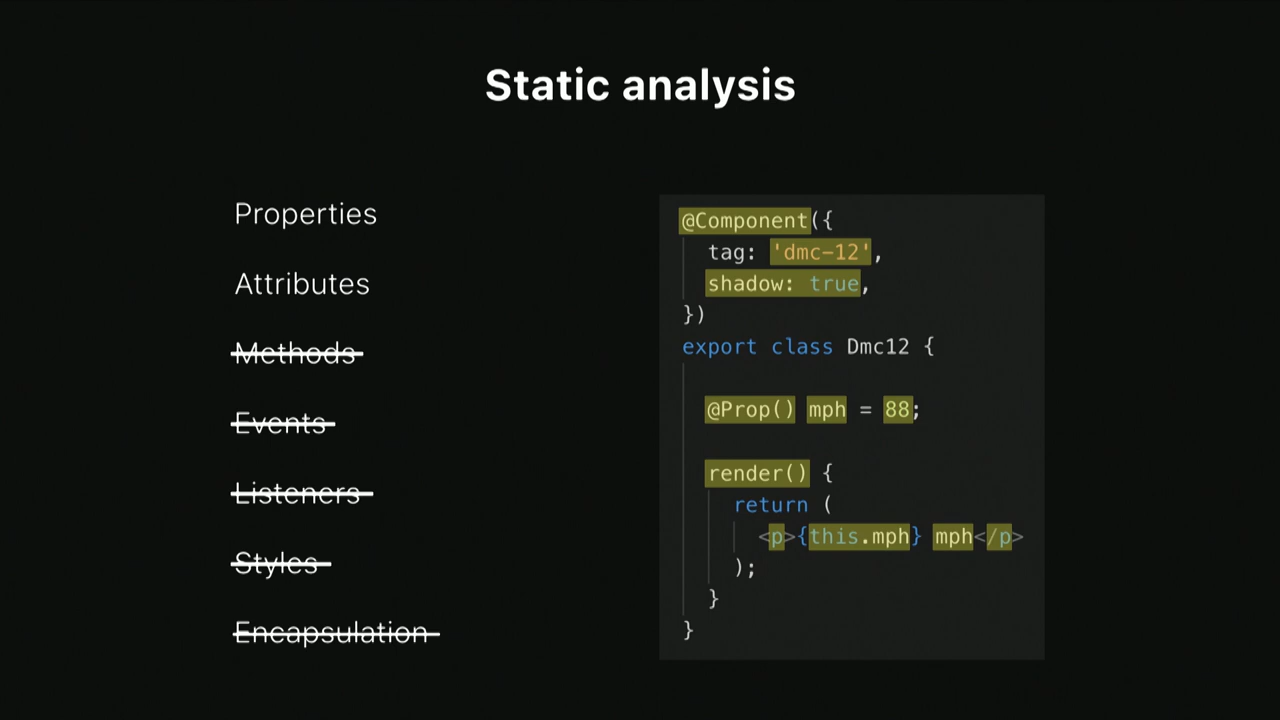 Static analysis
Properties
Attributes
Methods
Events
Listeners
Styles
Encapsulation
@Component({
  tag: 'dmc-12',
  shadow: true,
})
export class Dmc12 {

  @Prop() mph = 88;

  render() {
    return (
      <p>{this.mph} mph</p>
    );
  }
}